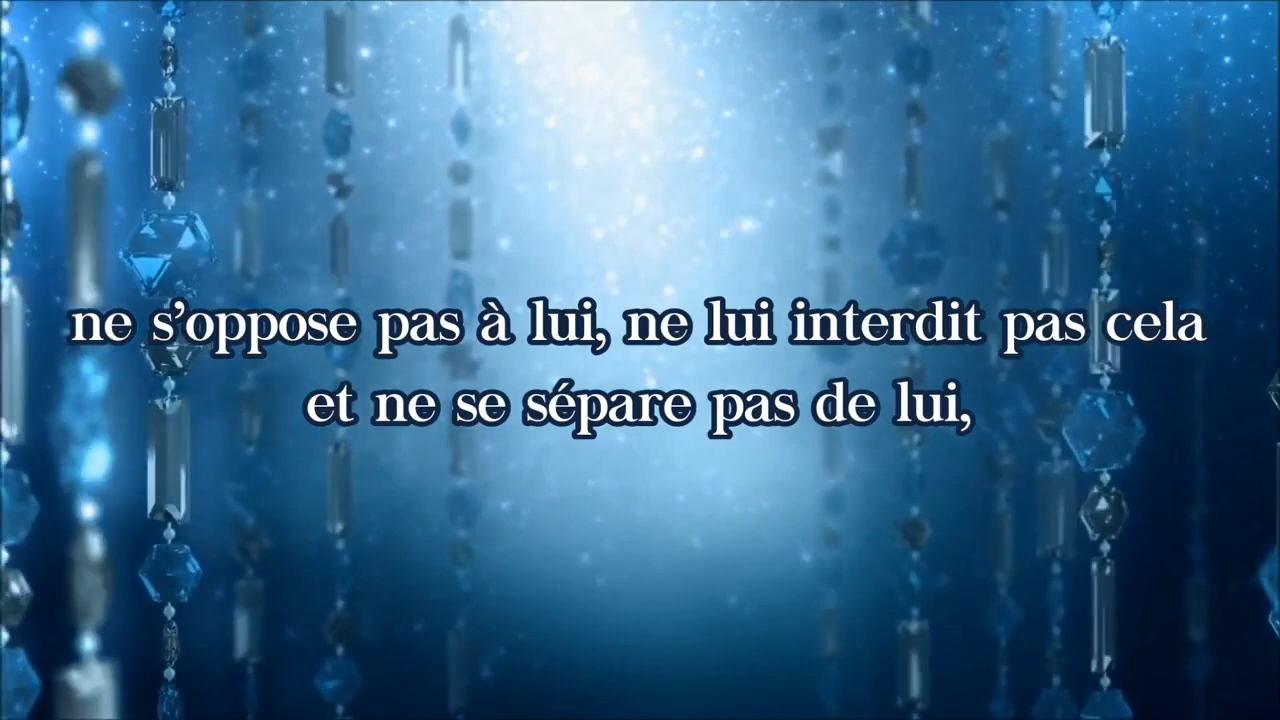 ne s’oppose pas à lui, ne lui interdit pas cela
et ne se sépare pas de lui,